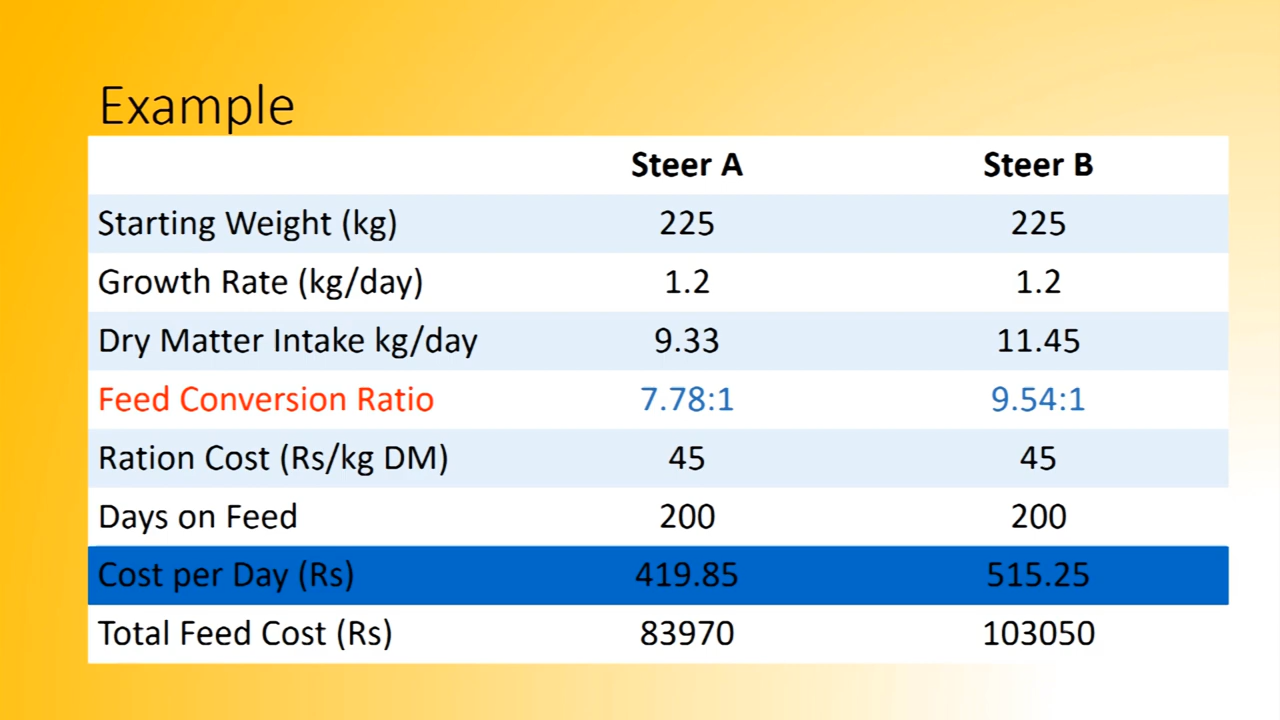 Example
Steer A Steer B
Starting Weight (kg) 225 225
Growth Rate (kg/day) 1.2 1.2
Dry Matter Intake kg/day 9.33 11.45
Feed Conversion Ratio 7.78:1 9.54:1
Ration Cost (Rs/kg DM) 45 45
Days on Feed 200 200
Cost per Day (Rs) 419.85 515.25
Total Feed Cost (Rs) 83970 103050